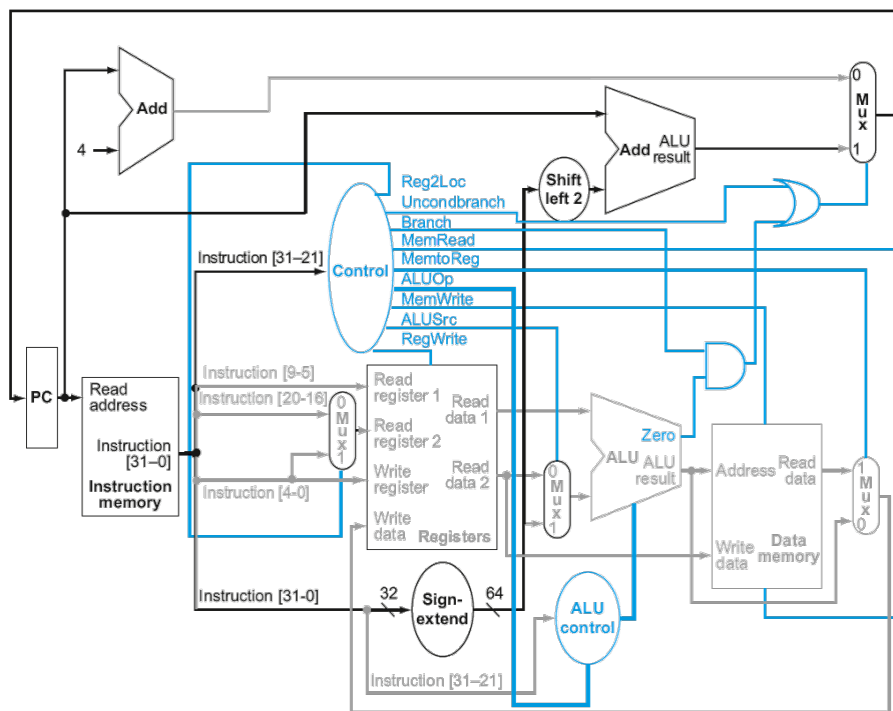 0
Mux
1
Add
4
Add
ALU
result
Shift
left 2
Reg2Loc
Uncondbranch
Branch
MemRead
MemtoReg
ALUOp
MemWrite
ALUSrc
RegWrite
Instruction [31–21]
Control
PC
Read
address
Instruction
[31–0]
Instruction
memory
Instruction [9-5]
Instruction [20-16]
Instruction [4-0]
0
Mux
1
Read
register 1
Read
register 2
Write
register
Write
data
Read
data 1
Read
data 2
Registers
0
Mux
1
Zero
ALU
ALU
result
Address
Write
data
Read
data
Data
memory
1
Mux
0
Instruction [31-0]
32
Sign-
extend
64
ALU
control
Instruction [31–21]